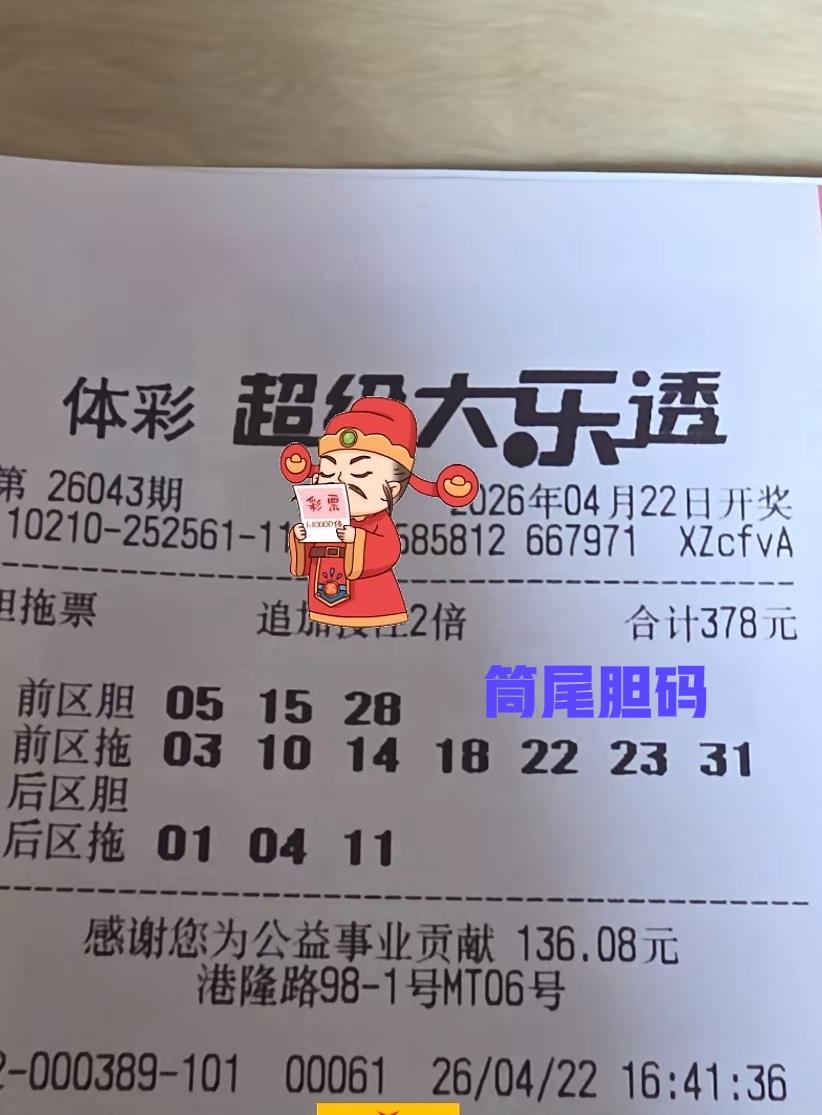 体彩 超级大乐透
第 26043期 2026年04月22日开奖
10210-252561-11 585812 667971 XZcfvA
胆拖票 追加投注2倍 合计378元
筒尾胆码
前区胆 05 15 28
前区拖 03 10 14 18 22 23 31
后区胆
后区拖 01 04 11
感谢您为公益事业贡献 136.08元
港隆路98-1号MT06号
-000389-101 00061 26/04/22 16:41:36
彩票